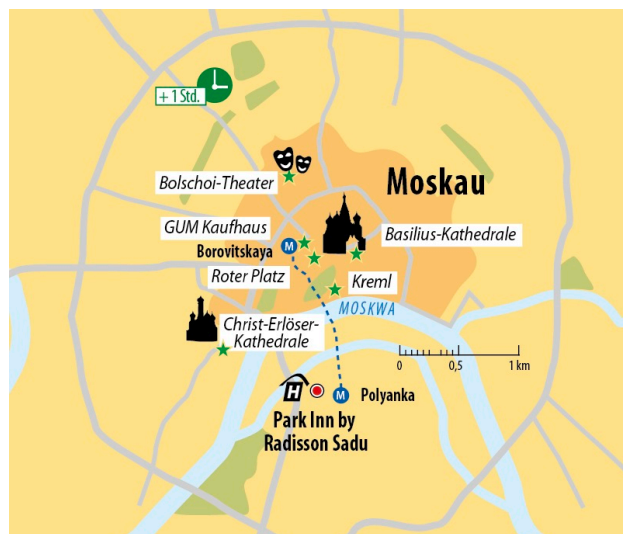 + 1 Std.
Bolschoi-Theater
Moskau
GUM Kaufhaus
Basilius-Kathedrale
Borovitskaya
M
Roter Platz
Kreml
MOSKWA
Christ-Erlöser-
Kathedrale
0 0,5 1 km
H
M
Polyanka
Park Inn by
Radisson Sadu